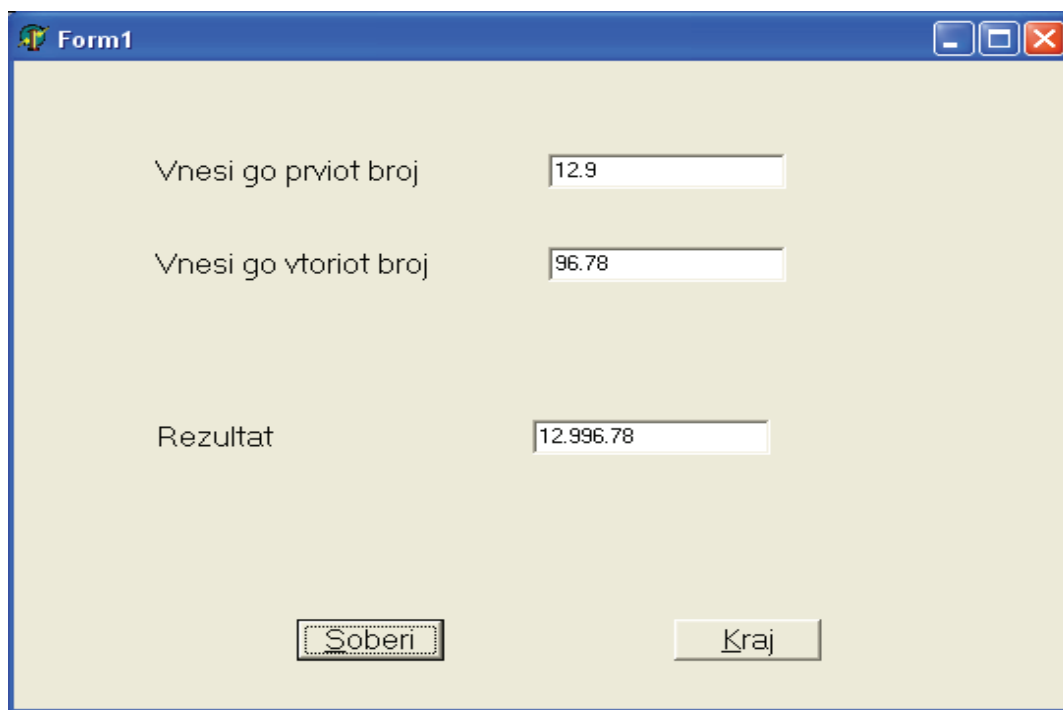 Form1
Vnesi go prviot broj 12.9
Vnesi go vtoriot broj 96.78
Rezultat 12.996.78
Soberi Kraj